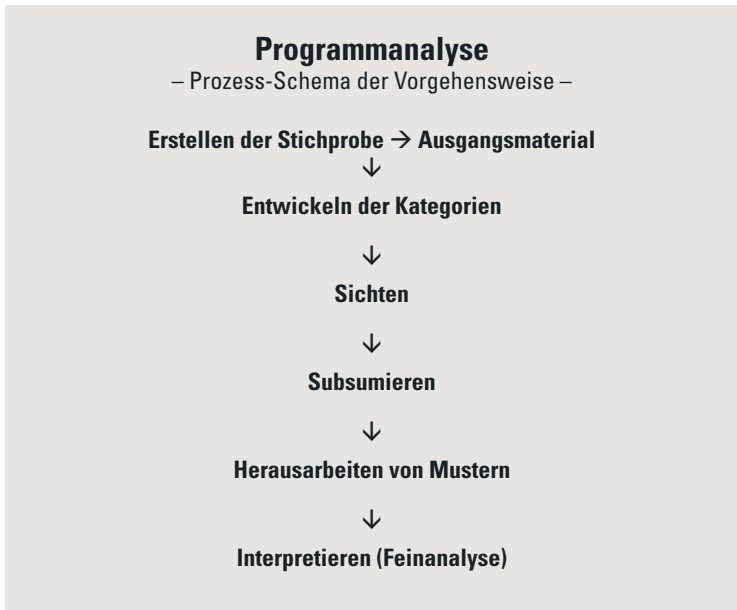 Programmanalyse
– Prozess-Schema der Vorgehensweise –
Erstellen der Stichprobe → Ausgangsmaterial
↓
Entwickeln der Kategorien
↓
Sichten
↓
Subsumieren
↓
Herausarbeiten von Mustern
↓
Interpretieren (Feinanalyse)